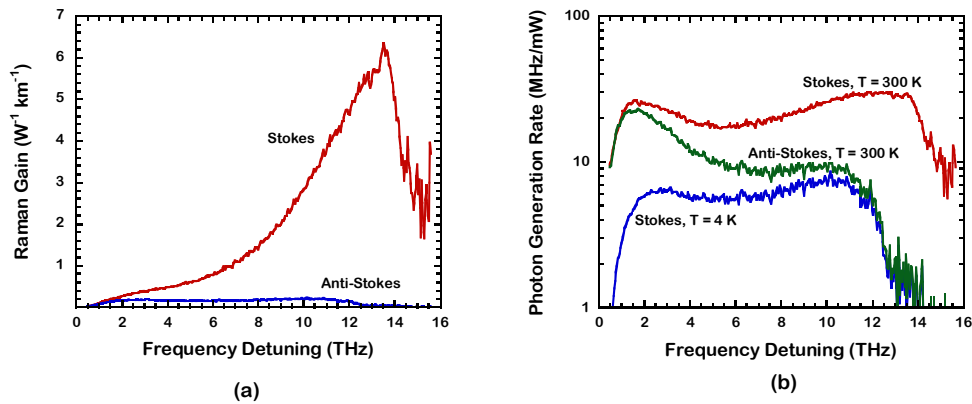 7
6
5
4
3
2
1
0
Raman Gain (W⁻¹ km⁻¹)
Stokes
Anti-Stokes
0 2 4 6 8 10 12 14 16
Frequency Detuning (THz)
(a)
100
10
1
Photon Generation Rate (MHz/mW)
Stokes, T = 300 K
Anti-Stokes, T = 300 K
Stokes, T = 4 K
0 2 4 6 8 10 12 14 16
Frequency Detuning (THz)
(b)